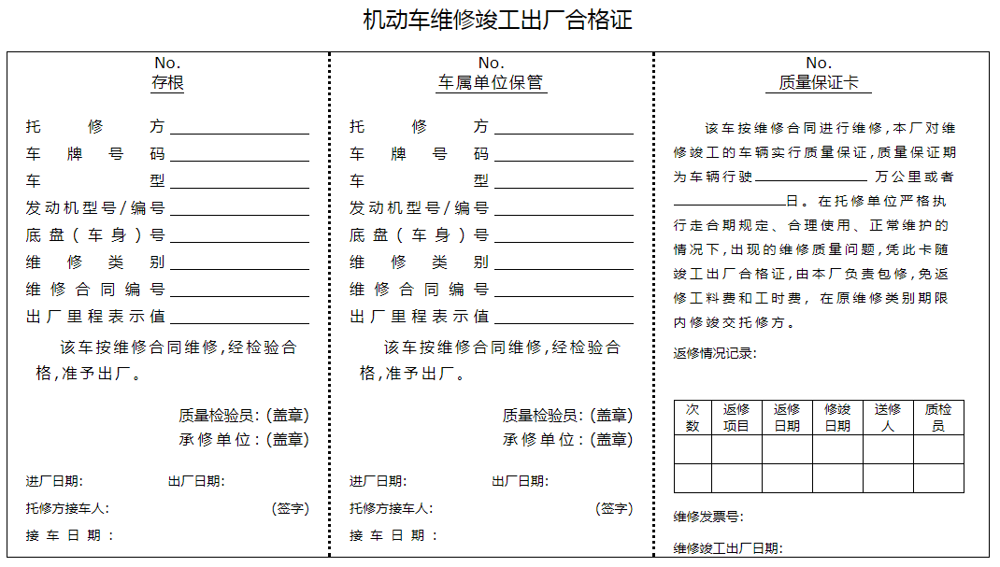 机动车维修竣工出厂合格证
No.
存根
托修方
车牌号码
车型
发动机型号/编号
底盘(车身)号
维修类别
维修合同编号
出厂里程表示值
该车按维修合同维修,经检验合
格,准予出厂。
质量检验员：(盖章)
承修单位：(盖章)
进厂日期： 出厂日期：
托修方接车人： (签字)
接车日期：
No.
车属单位保管
托修方
车牌号码
车型
发动机型号/编号
底盘(车身)号
维修类别
维修合同编号
出厂里程表示值
该车按维修合同维修,经检验合
格,准予出厂。
质量检验员：(盖章)
承修单位：(盖章)
进厂日期： 出厂日期：
托修方接车人： (签字)
接车日期：
No.
质量保证卡
该车按维修合同进行维修,本厂对维
修竣工的车辆实行质量保证,质量保证期
为车辆行驶 万公里或者
日。在托修单位严格执
行走合期规定、合理使用、正常维护的
情况下,出现的维修质量问题,凭此卡随
竣工出厂合格证,由本厂负责包修,免返
修工料费和工时费, 在原维修类别期限
内修竣交托修方。
返修情况记录：
次数 返修项目 返修日期 修竣日期 送修人 质检员
维修发票号：
维修竣工出厂日期：